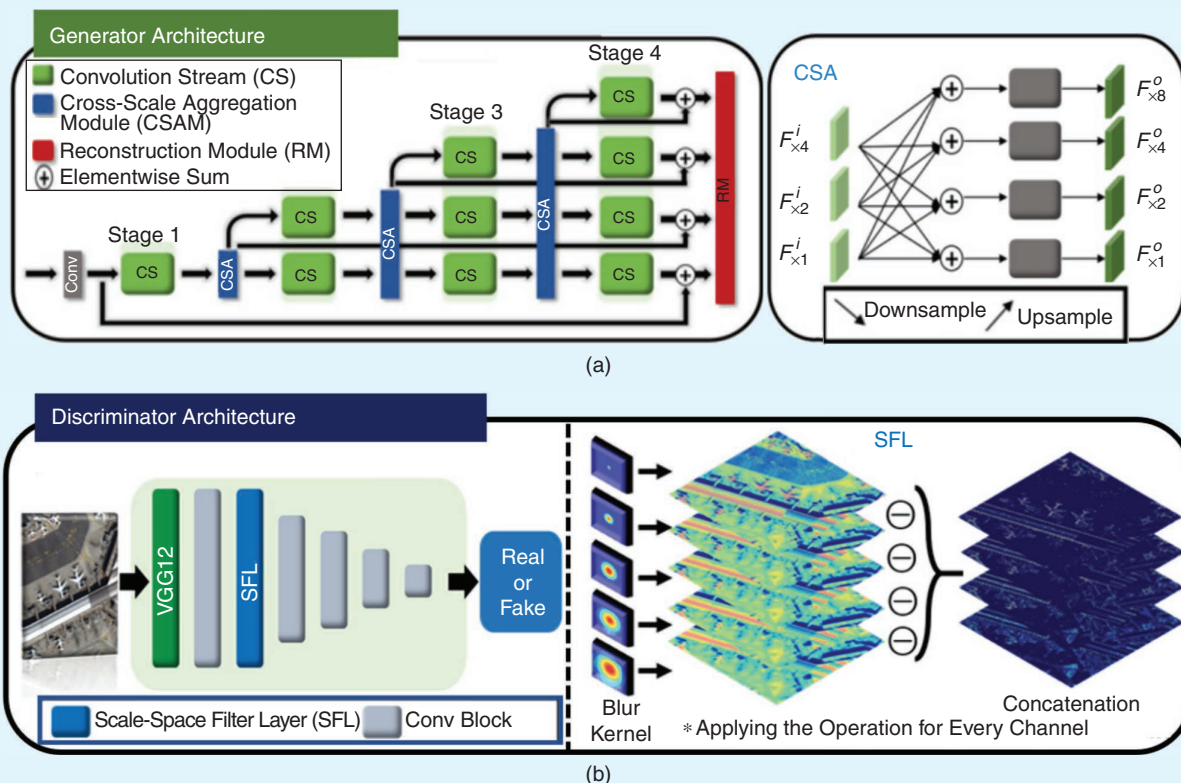 Generator Architecture
Convolution Stream (CS)
Cross-Scale Aggregation
Module (CSAM)
Reconstruction Module (RM)
Elementwise Sum
Stage 1
Stage 3
Stage 4
Conv
CS
CSA
CS
CS
CSA
CS
CS
CS
CSA
CS
CS
CS
CS
RM
CSA
F^i_×4
F^i_×2
F^i_×1
F^o_×8
F^o_×4
F^o_×2
F^o_×1
Downsample
Upsample
(a)
Discriminator Architecture
VGG12
SFL
Real
or
Fake
Scale-Space Filter Layer (SFL)
Conv Block
SFL
Blur
Kernel
Concatenation
* Applying the Operation for Every Channel
(b)